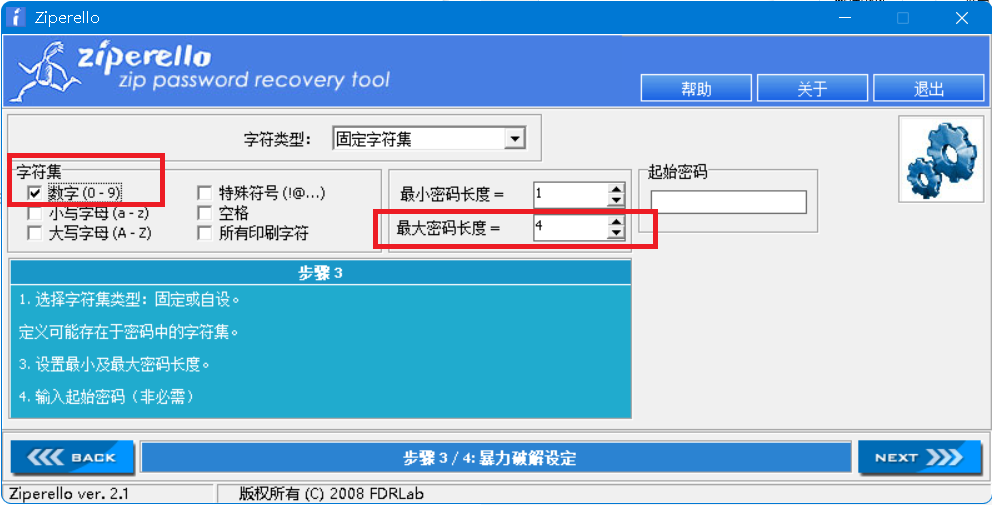 Ziperello
ziperello
zip password recovery tool
帮助
关于
退出
字符类型：
固定字符集
字符集
数字 (0 - 9)
小写字母 (a - z)
大写字母 (A - Z)
特殊符号 (!@...)
空格
所有印刷字符
最小密码长度 =
1
最大密码长度 =
4
起始密码
步骤 3
1. 选择字符集类型：固定或自设。
定义可能存在于密码中的字符集。
3. 设置最小及最大密码长度。
4. 输入起始密码（非必需）
BACK
步骤 3 / 4: 暴力破解设定
NEXT
Ziperello ver. 2.1
版权所有 (C) 2008 FDRLab